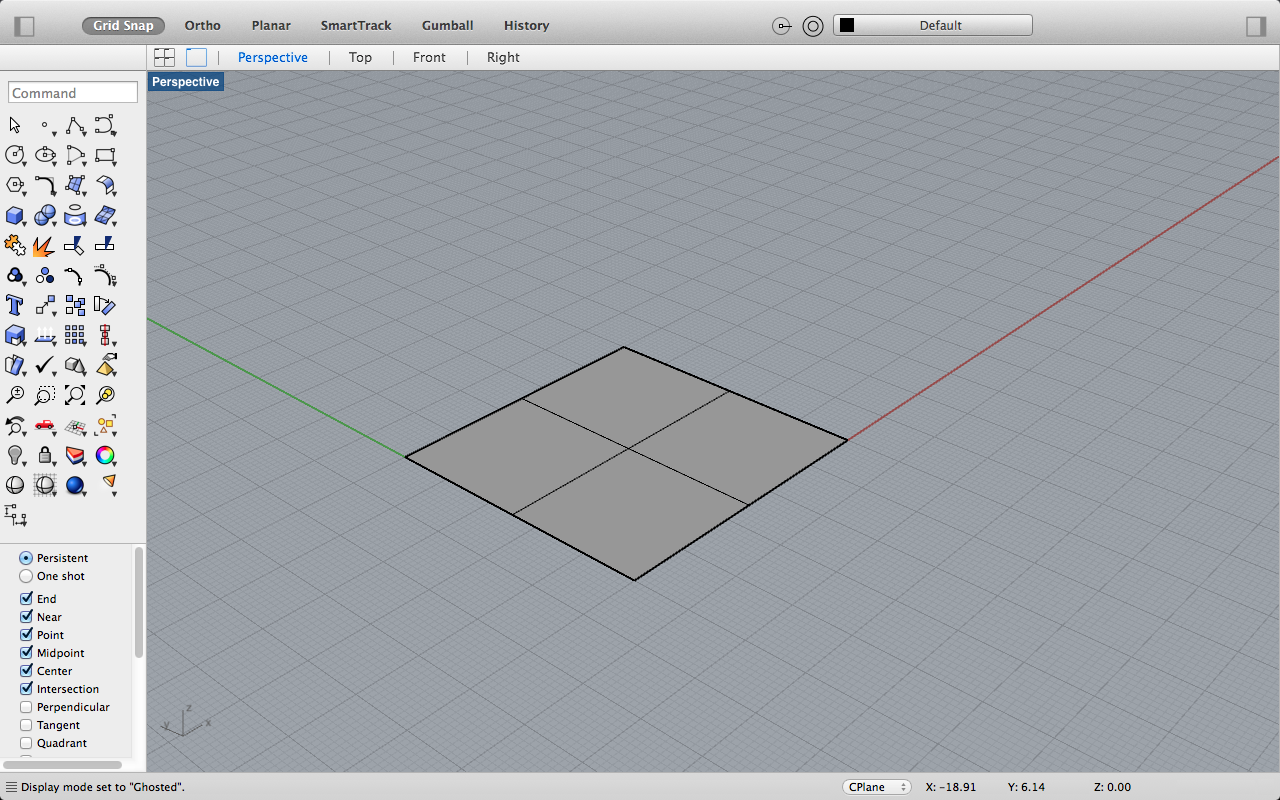 Grid Snap Ortho Planar SmartTrack Gumball History Default
Perspective Top Front Right
Perspective
Command
Persistent
One shot
End
Near
Point
Midpoint
Center
Intersection
Perpendicular
Tangent
Quadrant
z
y x
Display mode set to "Ghosted". CPlane X: -18.91 Y: 6.14 Z: 0.00